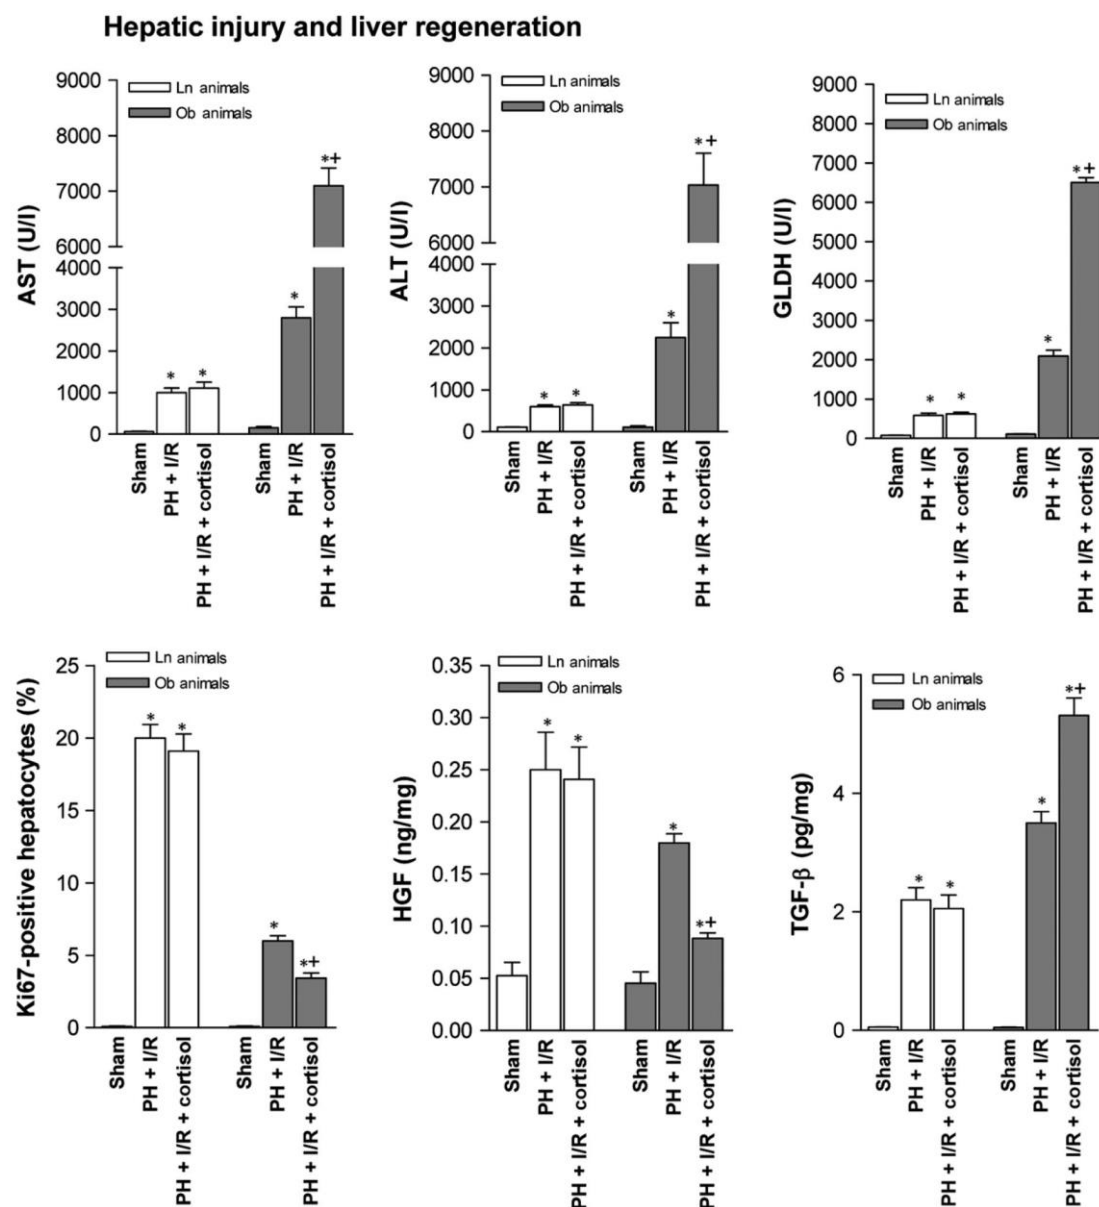 Hepatic injury and liver regeneration
AST (U/l)
9000
8000
7000
6000
4000
3000
2000
1000
0
Ln animals
Ob animals
*
*
*
*+
Sham
PH + I/R
PH + I/R + cortisol
Sham
PH + I/R
PH + I/R + cortisol
ALT (U/l)
9000
8000
7000
6000
4000
3000
2000
1000
0
Ln animals
Ob animals
*
*
*
*+
Sham
PH + I/R
PH + I/R + cortisol
Sham
PH + I/R
PH + I/R + cortisol
GLDH (U/l)
9000
8000
7000
6000
5000
4000
3000
2000
1000
0
Ln animals
Ob animals
*
*
*
*+
Sham
PH + I/R
PH + I/R + cortisol
Sham
PH + I/R
PH + I/R + cortisol
Ki67-positive hepatocytes (%)
25
20
15
10
5
0
Ln animals
Ob animals
*
*
*
*+
Sham
PH + I/R
PH + I/R + cortisol
Sham
PH + I/R
PH + I/R + cortisol
HGF (ng/mg)
0.35
0.30
0.25
0.20
0.15
0.10
0.05
0.00
Ln animals
Ob animals
*
*
*
*+
Sham
PH + I/R
PH + I/R + cortisol
Sham
PH + I/R
PH + I/R + cortisol
TGF-β (pg/mg)
6
4
2
0
Ln animals
Ob animals
*
*
*
*+
Sham
PH + I/R
PH + I/R + cortisol
Sham
PH + I/R
PH + I/R + cortisol